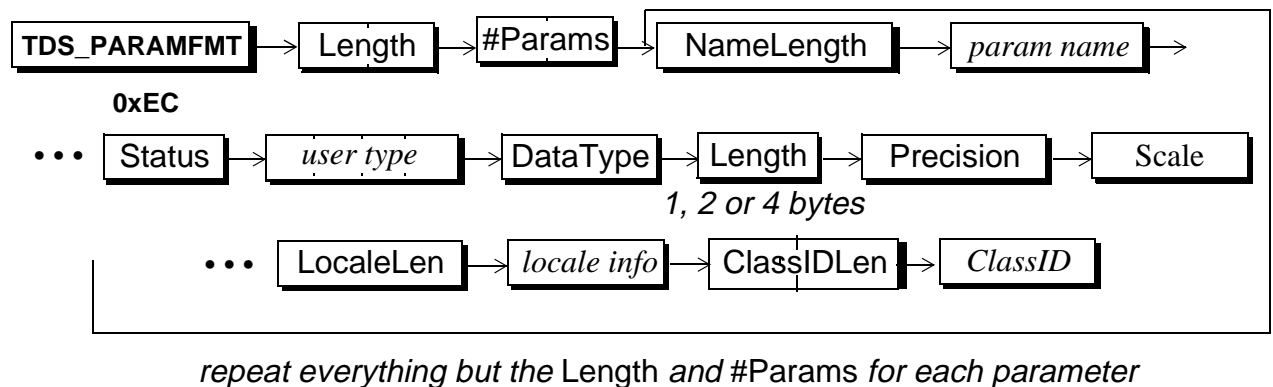 TDS_PARAMFMT Length #Params NameLength param name
0xEC
••• Status user type DataType Length Precision Scale
1, 2 or 4 bytes
••• LocaleLen locale info ClassIDLen ClassID
repeat everything but the Length and #Params for each parameter